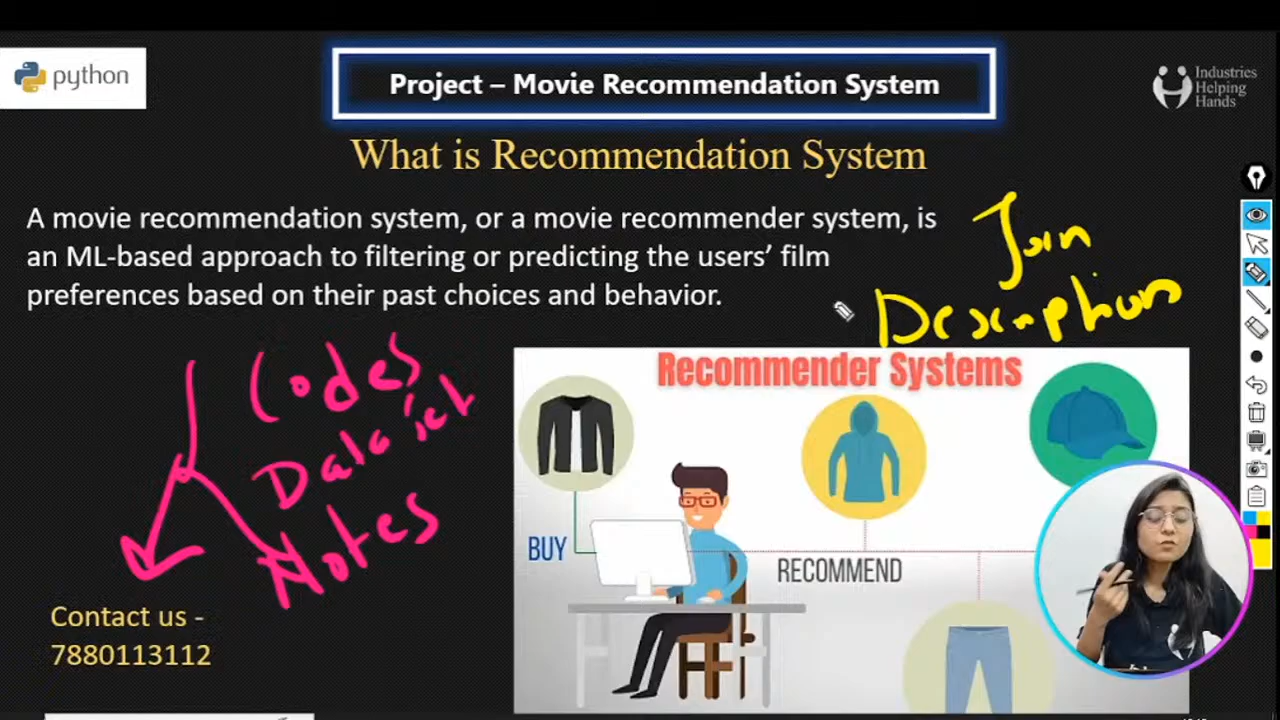 python
Project – Movie Recommendation System
Industries
Helping
Hands
What is Recommendation System
A movie recommendation system, or a movie recommender system, is
an ML-based approach to filtering or predicting the users’ film
preferences based on their past choices and behavior.
Join
Description
Codes
Dataset
Notes
Recommender Systems
BUY
RECOMMEND
Contact us -
7880113112